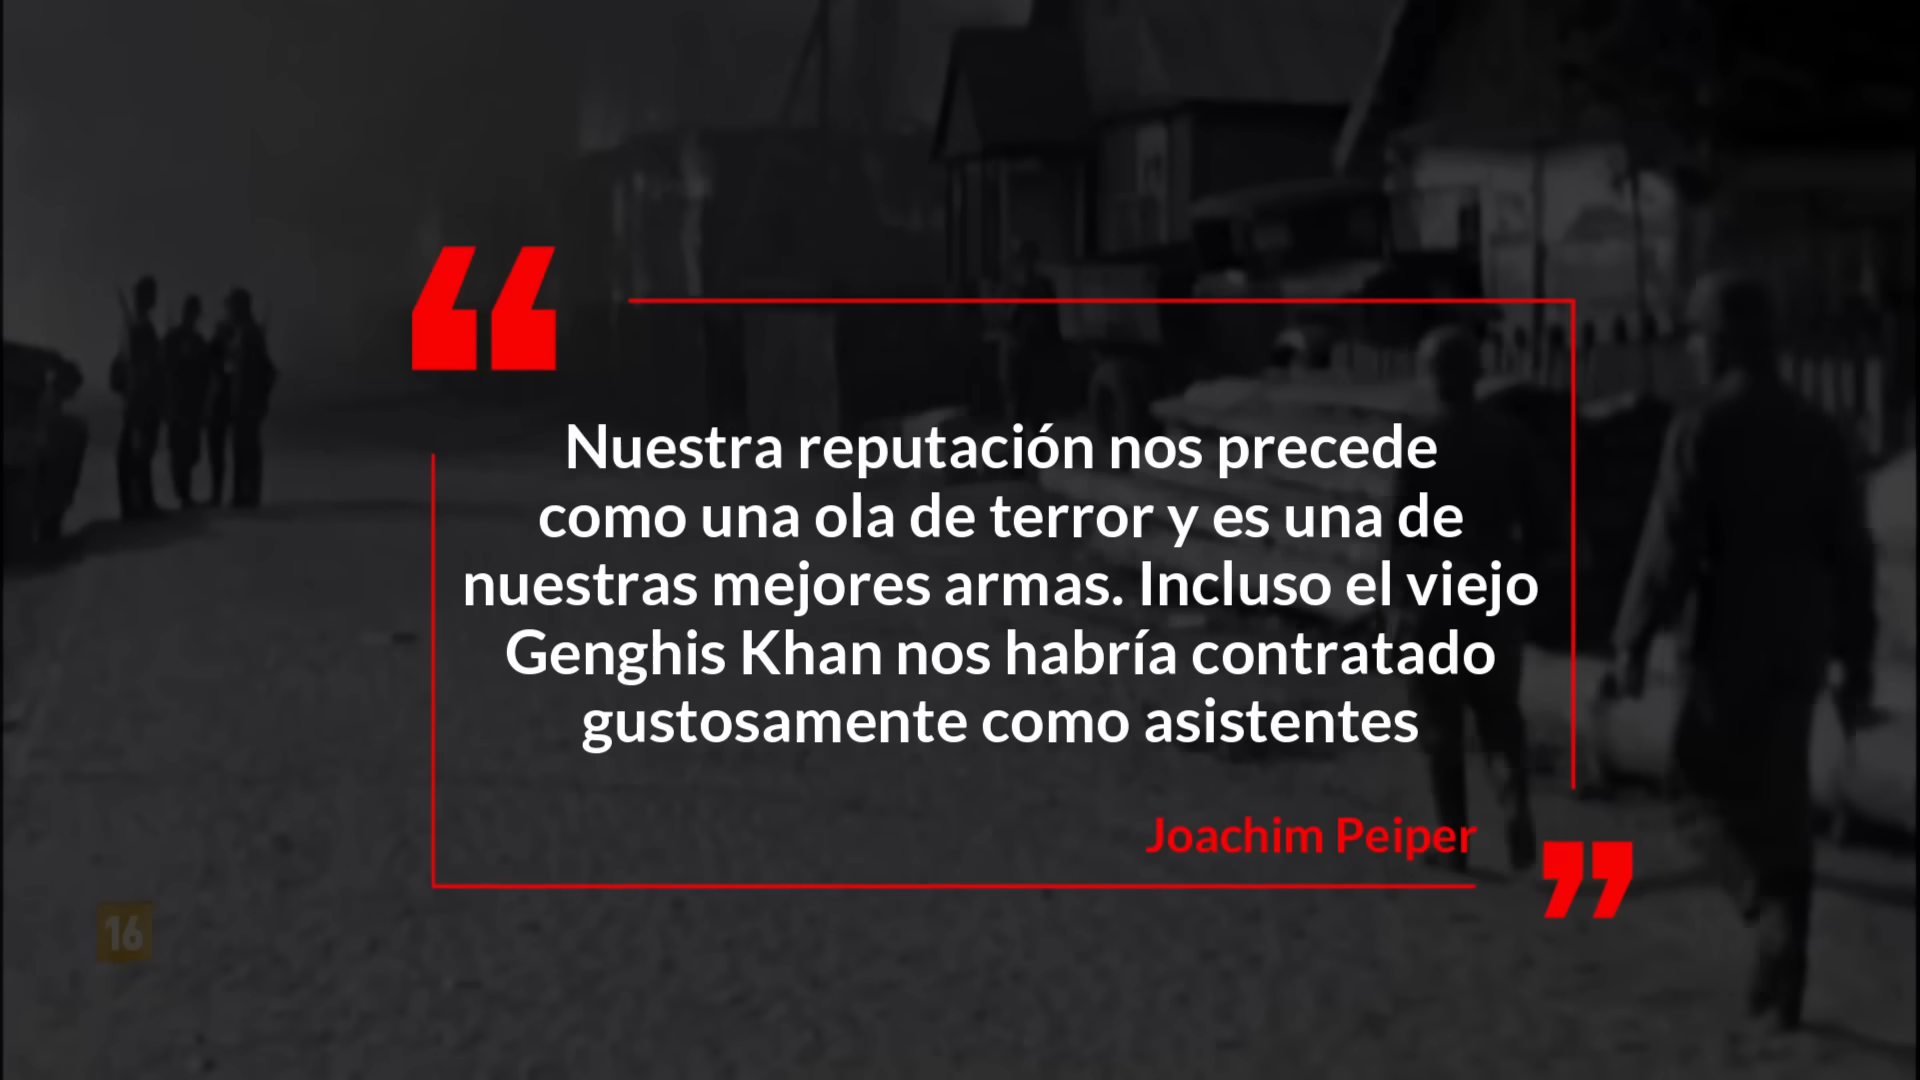 “
Nuestra reputación nos precede
como una ola de terror y es una de
nuestras mejores armas. Incluso el viejo
Genghis Khan nos habría contratado
gustosamente como asistentes
Joachim Peiper
”
16